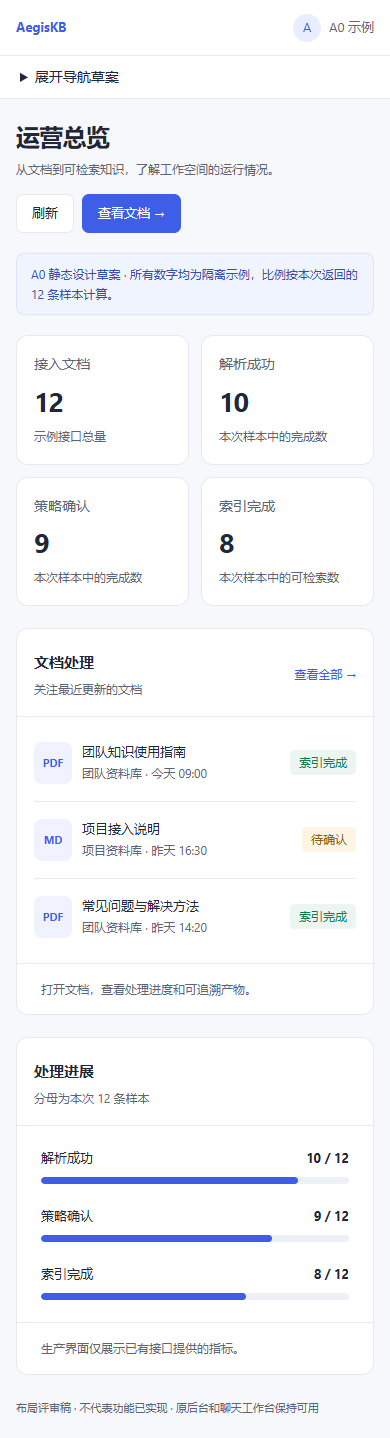 AegisKB
A A0 示例
▶ 展开导航草案
运营总览
从文档到可检索知识，了解工作空间的运行情况。
刷新 查看文档 →
A0 静态设计草案 · 所有数字均为隔离示例，比例按本次返回的
12 条样本计算。
接入文档 解析成功
12 10
示例接口总量 本次样本中的完成数
策略确认 索引完成
9 8
本次样本中的完成数 本次样本中的可检索数
文档处理
关注最近更新的文档
查看全部 →
PDF
团队知识使用指南
团队资料库 · 今天 09:00
索引完成
MD
项目接入说明
项目资料库 · 昨天 16:30
待确认
PDF
常见问题与解决方法
团队资料库 · 昨天 14:20
索引完成
打开文档，查看处理进度和可追溯产物。
处理进展
分母为本次 12 条样本
解析成功 10 / 12
策略确认 9 / 12
索引完成 8 / 12
生产界面仅展示已有接口提供的指标。
布局评审稿 · 不代表功能已实现 · 原后台和聊天工作台保持可用